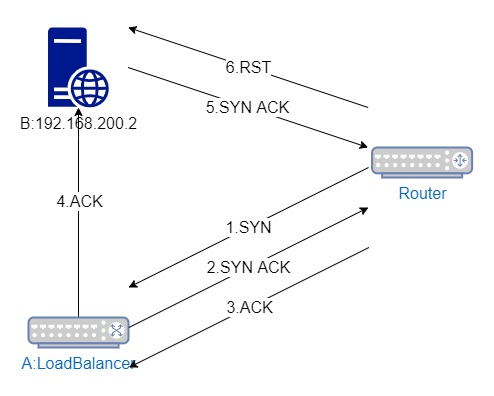 6.RST
5.SYN ACK
B:192.168.200.2
Router
4.ACK
1.SYN
2.SYN ACK
3.ACK
A:LoadBalancer